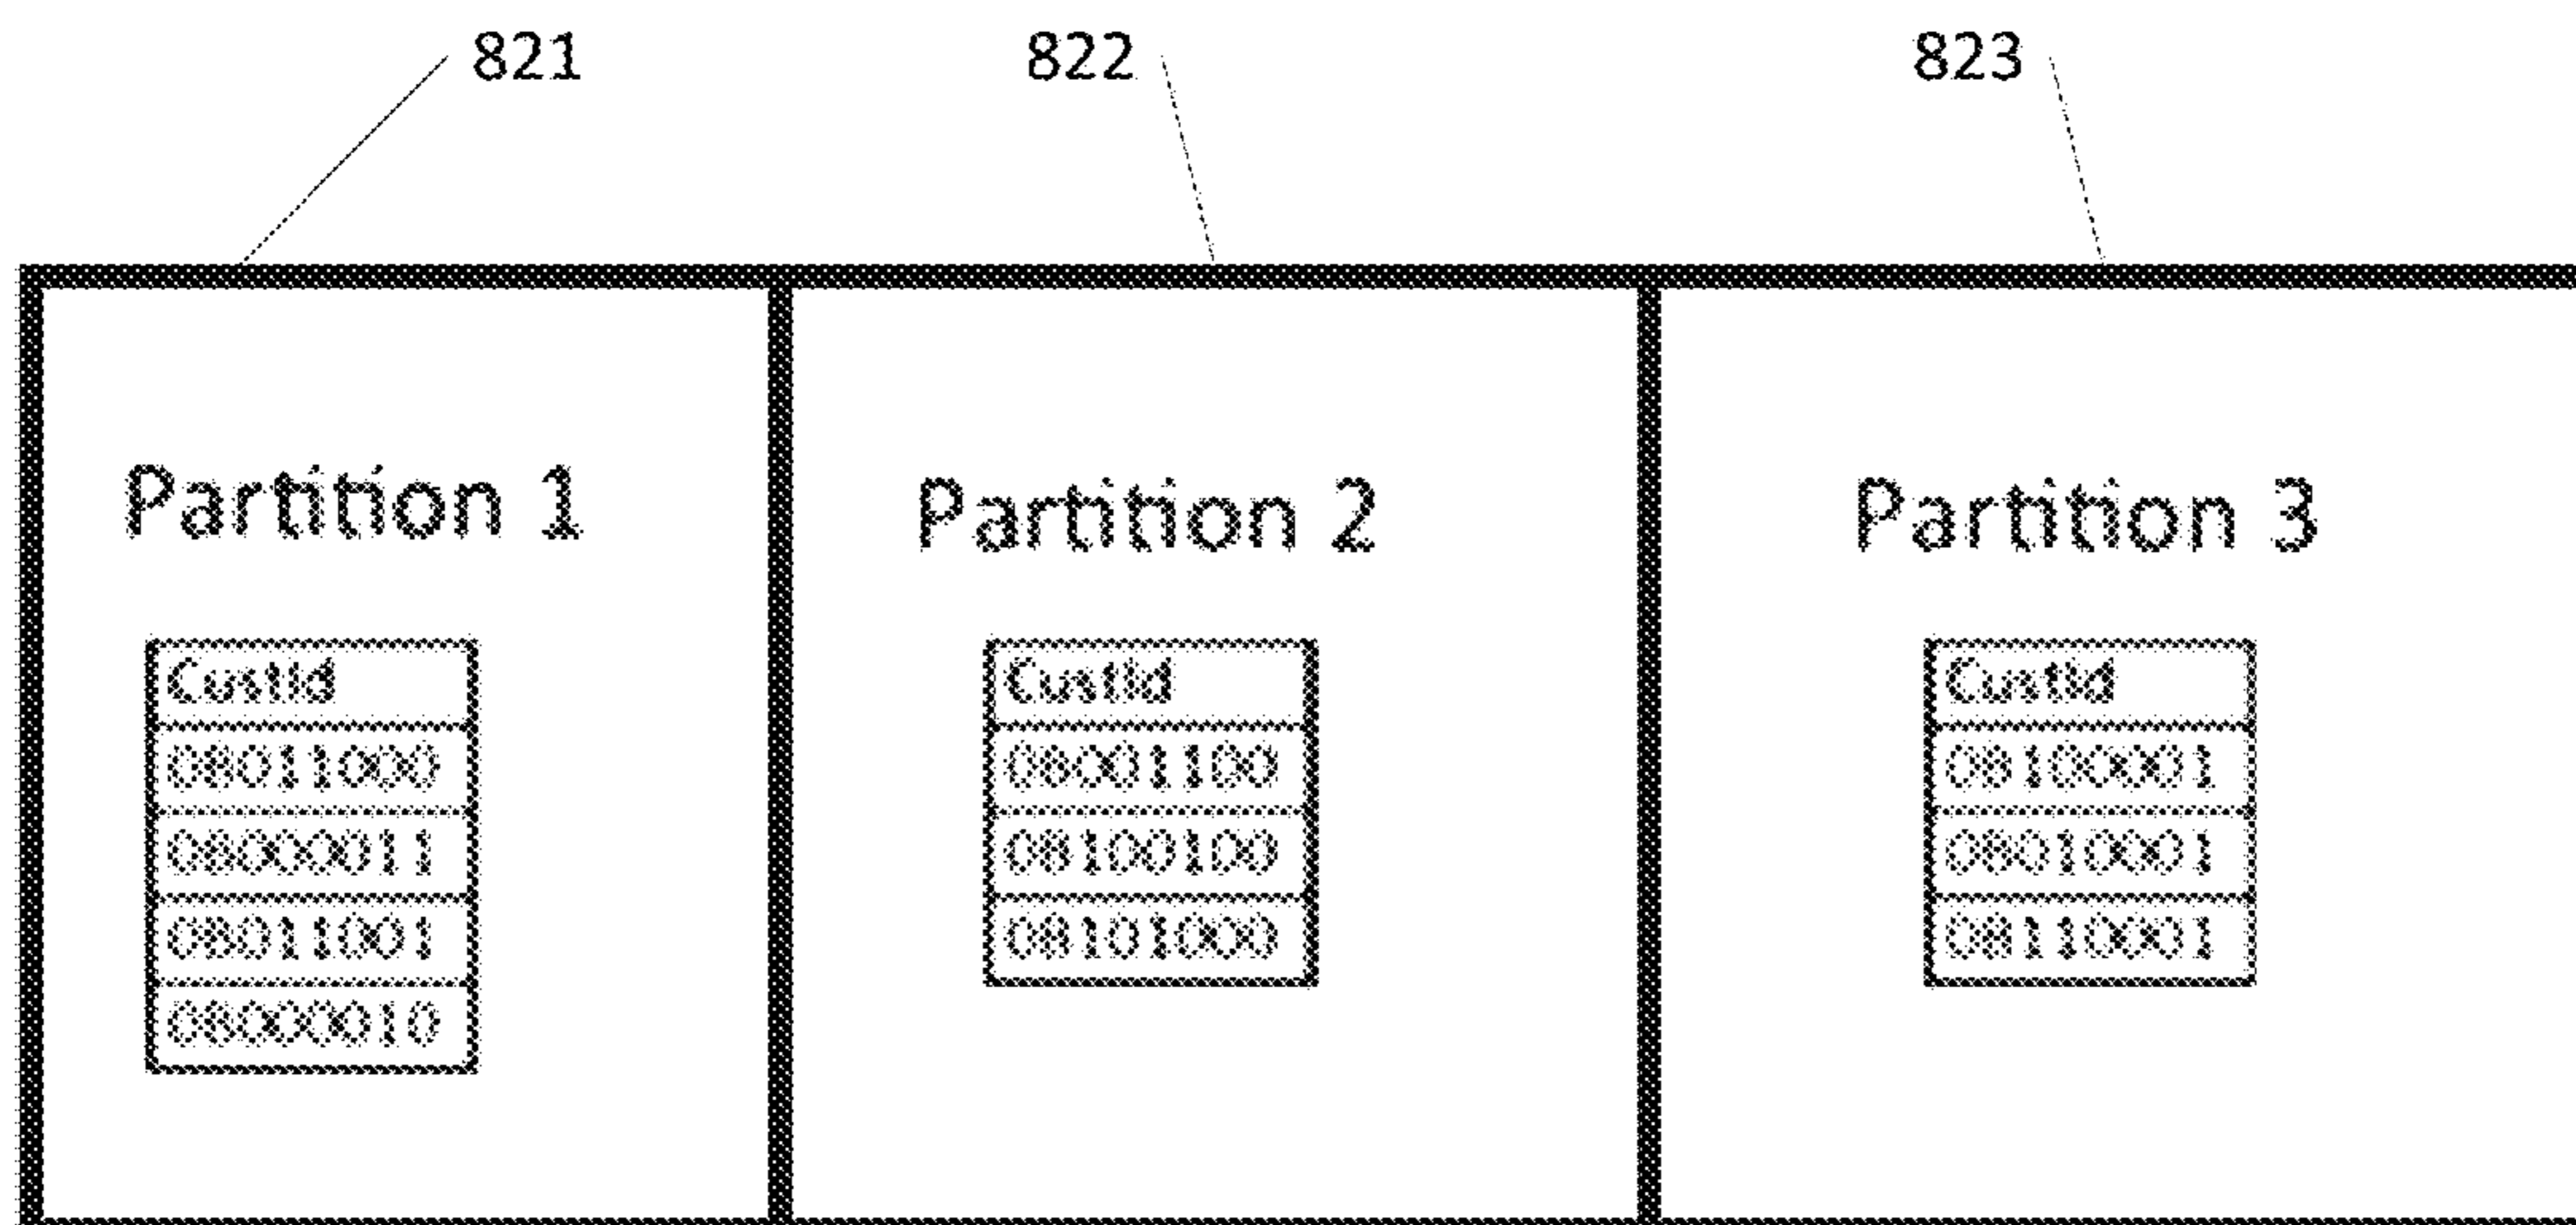 821 822 823
Partition 1 Partition 2 Partition 3
CustId CustId CustId
08011000 08001100 08100001
08000011 08100100 08010001
08011001 08101000 08110001
08000010